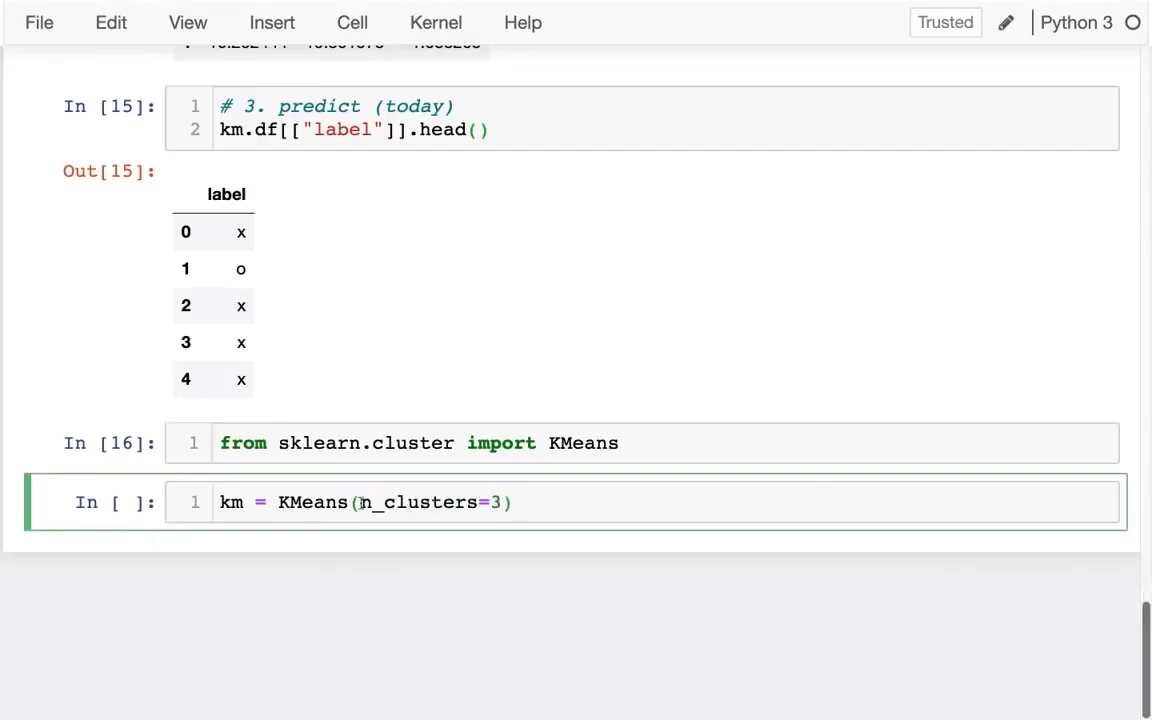 File Edit View Insert Cell Kernel Help Trusted Python 3
In [15]: 1 # 3. predict (today)
2 km.df[["label"]].head()
Out[15]:
label
0 x
1 o
2 x
3 x
4 x
In [16]: 1 from sklearn.cluster import KMeans
In [ ]: 1 km = KMeans(n_clusters=3)